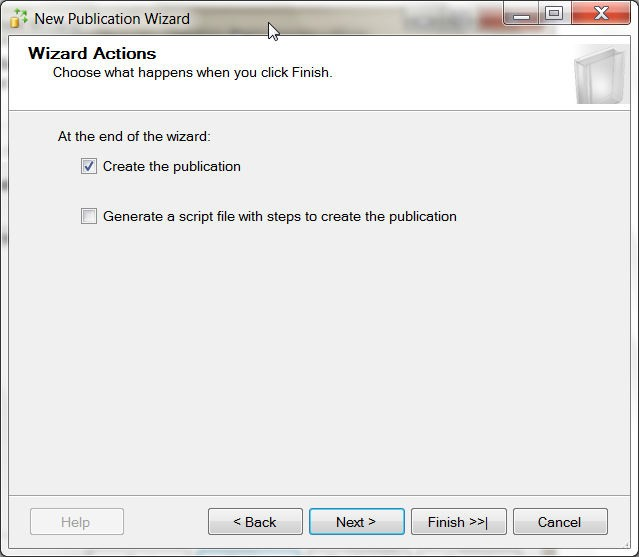 New Publication Wizard
Wizard Actions
Choose what happens when you click Finish.
At the end of the wizard:
Create the publication
Generate a script file with steps to create the publication
Help
< Back
Next >
Finish >>|
Cancel